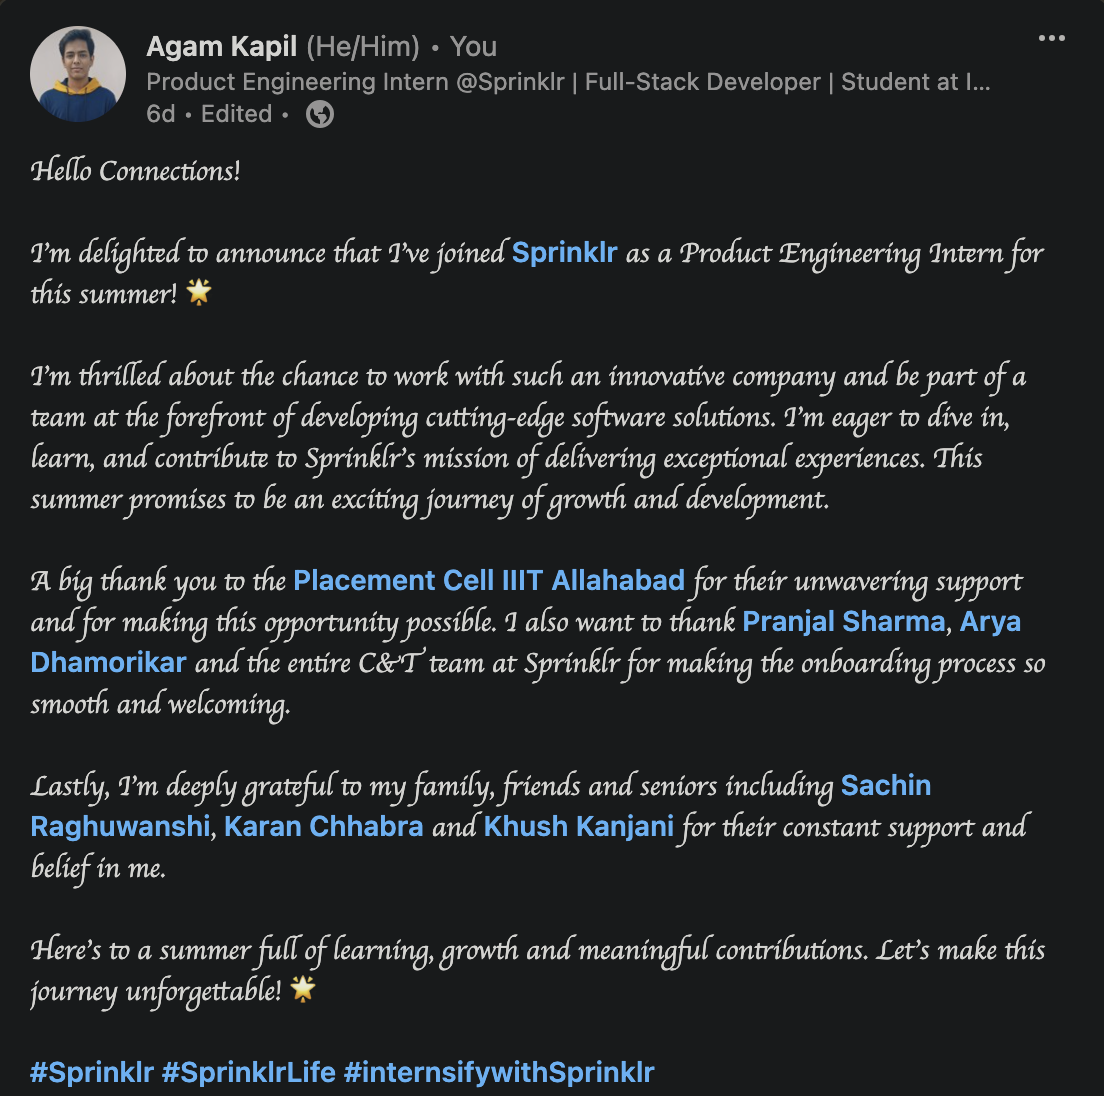 Agam Kapil (He/Him) • You
Product Engineering Intern @Sprinklr | Full-Stack Developer | Student at I...
6d • Edited •
Hello Connections!
I'm delighted to announce that I've joined Sprinklr as a Product Engineering Intern for
this summer! 🌟
I'm thrilled about the chance to work with such an innovative company and be part of a
team at the forefront of developing cutting-edge software solutions. I'm eager to dive in,
learn, and contribute to Sprinklr's mission of delivering exceptional experiences. This
summer promises to be an exciting journey of growth and development.
A big thank you to the Placement Cell IIIT Allahabad for their unwavering support
and for making this opportunity possible. I also want to thank Pranjal Sharma, Arya
Dhamorikar and the entire C&T team at Sprinklr for making the onboarding process so
smooth and welcoming.
Lastly, I'm deeply grateful to my family, friends and seniors including Sachin
Raghuwanshi, Karan Chhabra and Khush Kanjani for their constant support and
belief in me.
Here's to a summer full of learning, growth and meaningful contributions. Let's make this
journey unforgettable! 🌟
#Sprinklr #SprinklrLife #internsifywithSprinklr